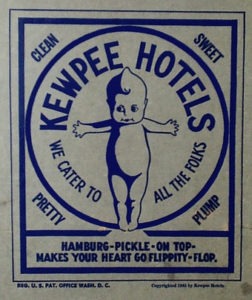 CLEAN
SWEET
KEWPEE HOTELS
WE CATER TO
ALL THE FOLKS
PRETTY
PLUMP
HAMBURG-PICKLE-ON TOP-
MAKES YOUR HEART GO FLIPPITY-FLOP.
REG. U. S. PAT. OFFICE WASH. D. C.
Copyrighted by Kewpee Hotels.